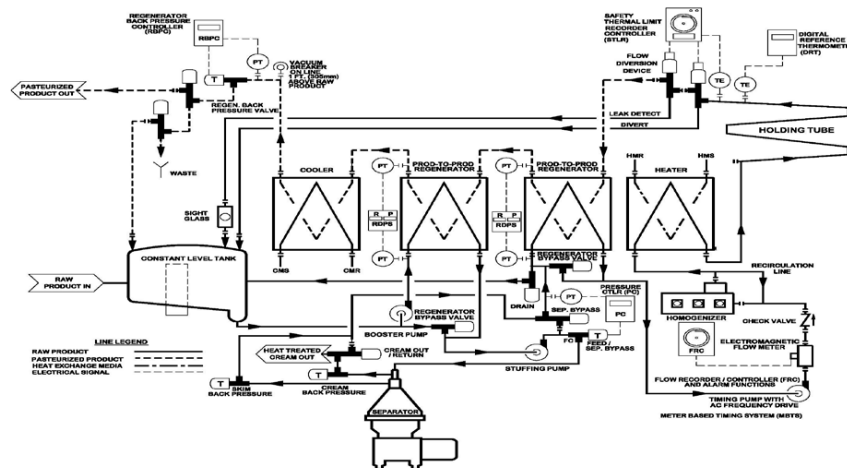 REGENERATOR
BACK PRESSURE
CONTROLLER
(RBPC)
RBPC
PT
VACUUM
BREAKER
ON LINE
1 FT. (305mm)
ABOVE RAW
PRODUCT
SAFETY
THERMAL LIMIT
RECORDER
CONTROLLER
(STLR)
FLOW
DIVERSION
DEVICE
DIGITAL
REFERENCE
THERMOMETER
(DRT)
TE
TE
T
PASTEURIZED
PRODUCT OUT
REGEN. BACK
PRESSURE VALVE
LEAK DETECT
DIVERT
HOLDING TUBE
WASTE
COOLER
PROD-TO-PROD
REGENERATOR
PROD-TO-PROD
REGENERATOR
HEATER
HMR
HMS
PT
PT
SIGHT
GLASS
R P
RDPS
R P
RDPS
CONSTANT LEVEL TANK
CMS
CMR
PT
PT
REGENERATOR
BYPASS VALVE
RECIRCULATION
LINE
RAW
PRODUCT IN
DRAIN
PT
PRESSURE
CTLR (PC)
PC
REGENERATOR
BYPASS VALVE
BOOSTER PUMP
SEP. BYPASS
FC
FEED /
SEP. BYPASS
HOMOGENIZER
CHECK VALVE
LINE LEGEND
RAW PRODUCT
PASTEURIZED PRODUCT
HEAT EXCHANGE MEDIA
ELECTRICAL SIGNAL
HEAT TREATED
CREAM OUT
CREAM OUT
/ RETURN
STUFFING PUMP
FRC
ELECTROMAGNETIC
FLOW METER
T
SKIM
BACK PRESSURE
T
CREAM
BACK PRESSURE
T
SEPARATOR
FLOW RECORDER / CONTROLLER (FRC)
AND ALARM FUNCTIONS
TIMING PUMP WITH
AC FREQUENCY DRIVE
METER BASED TIMING SYSTEM (MBTS)